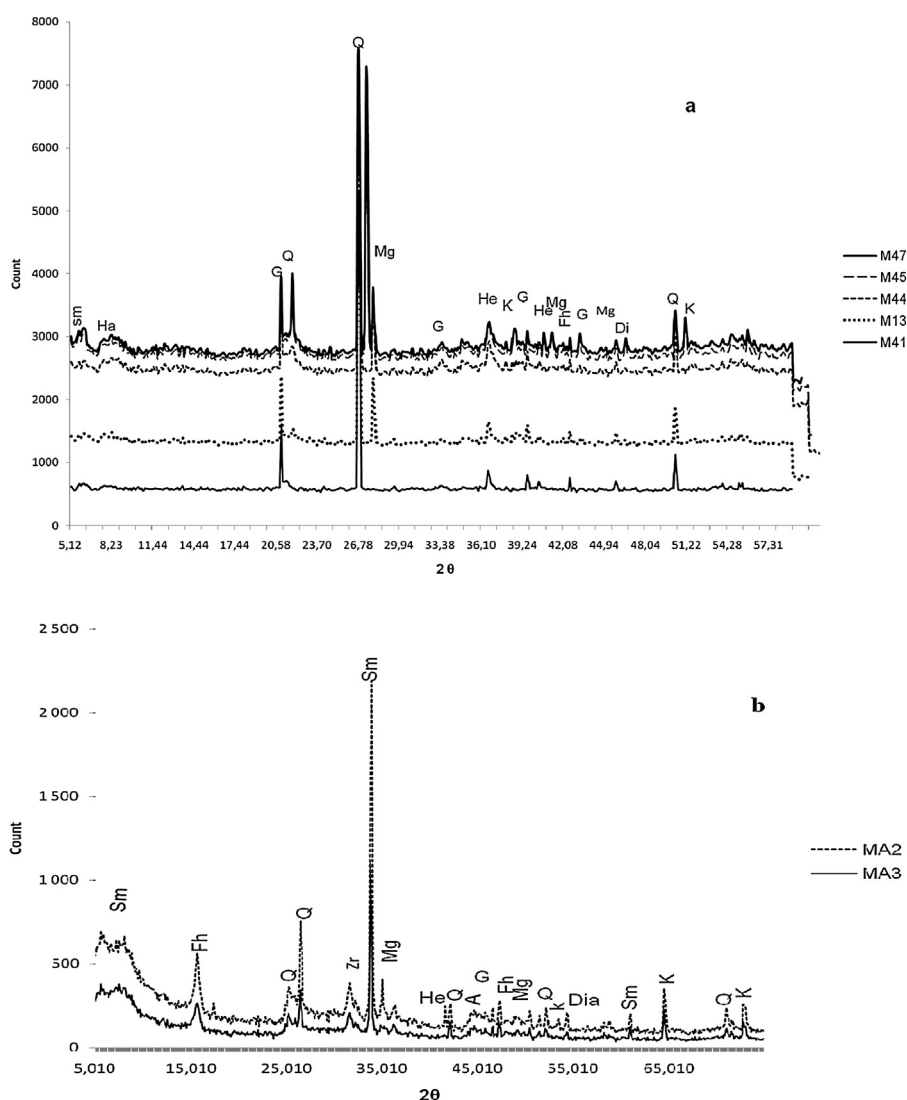 8000
7000
6000
5000
4000
3000
2000
1000
0
Count
a
Q
Q
G
Mg
sm
Ha
G
He
K
G
He
Mg
Fh
G
Mg
Di
Q
K
M47
M45
M44
M13
M41
5,12 8,23 11,44 14,44 17,44 20,58 23,70 26,78 29,94 33,38 36,10 39,24 42,08 44,94 48,04 51,22 54,28 57,31
2 θ
2 500
2 000
1 500
1 000
500
0
Count
b
Sm
Fh
Q
Q
Zr
Sm
Mg
He
Q
A
G
Fh
Mg
Q
k
Dia
Sm
K
Q
K
MA2
MA3
5,010 15,010 25,010 35,010 45,010 55,010 65,010
2θ